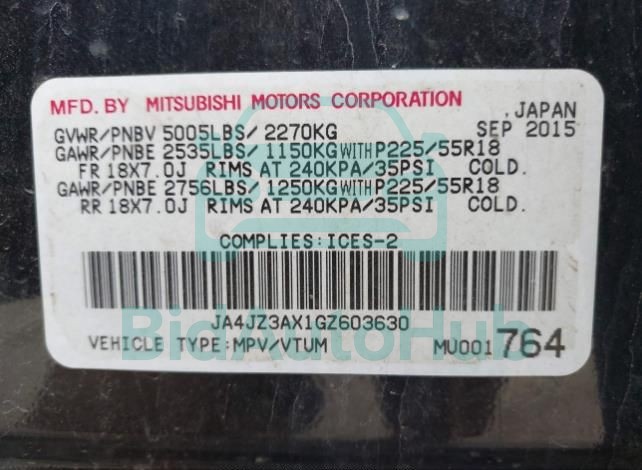 MFD. BY MITSUBISHI MOTORS CORPORATION ,JAPAN
GVWR/PNBV 5005LBS/ 2270KG SEP 2015
GAWR/PNBE 2535LBS/ 1150KG WITH P225/55R18
FR 18X7.0J RIMS AT 240KPA/35PSI COLD.
GAWR/PNBE 2756LBS/ 1250KG WITH P225/55R18
RR 18X7.0J RIMS AT 240KPA/35PSI COLD.
COMPLIES:ICES-2
JA4JZ3AX1GZ603630
BidAutoHub
VEHICLE TYPE:MPV/VTUM MU001 764